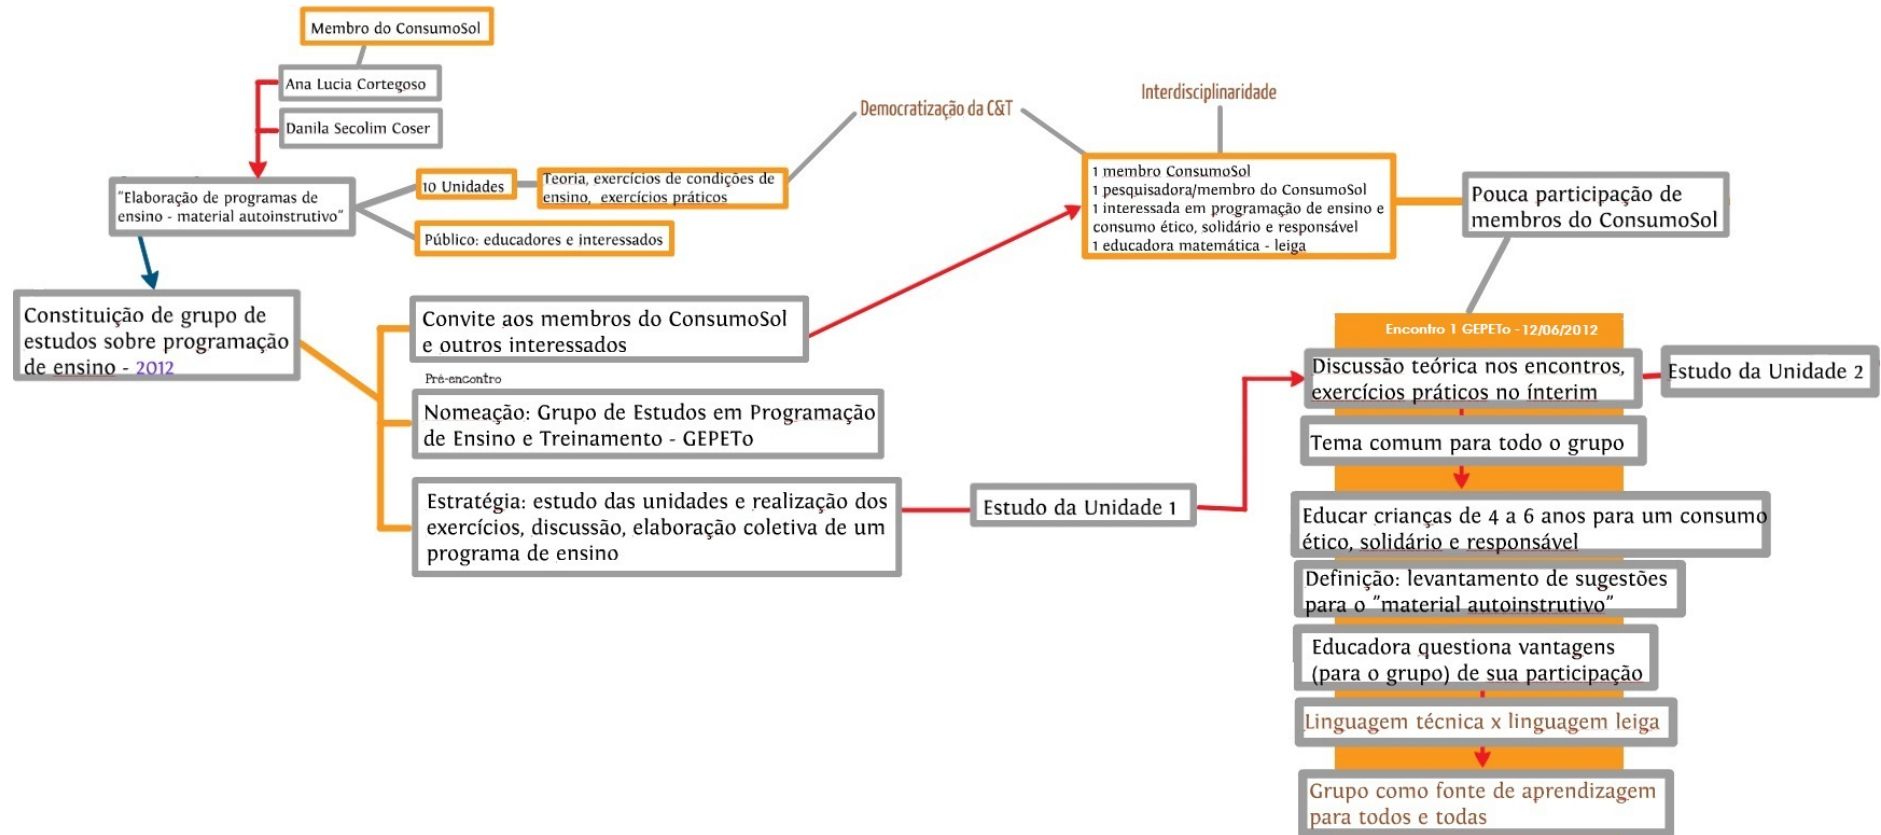 Membro do ConsumoSol
Ana Lucia Cortegoso
Danila Secolim Coser
"Elaboração de programas de
ensino - material autoinstrutivo"
10 Unidades
Teoria, exercícios de condições de
ensino, exercícios práticos
Público: educadores e interessados
Democratização da C&T
Interdisciplinaridade
1 membro ConsumoSol
1 pesquisadora/membro do ConsumoSol
1 interessada em programação de ensino e
consumo ético, solidário e responsável
1 educadora matemática - leiga
Pouca participação de
membros do ConsumoSol
Constituição de grupo de
estudos sobre programação
de ensino - 2012
Convite aos membros do ConsumoSol
e outros interessados
Pré-encontro
Nomeação: Grupo de Estudos em Programação
de Ensino e Treinamento - GEPETo
Estratégia: estudo das unidades e realização dos
exercícios, discussão, elaboração coletiva de um
programa de ensino
Estudo da Unidade 1
Encontro 1 GEPETo - 12/06/2012
Discussão teórica nos encontros,
exercícios práticos no ínterim
Estudo da Unidade 2
Tema comum para todo o grupo
Educar crianças de 4 a 6 anos para um consumo
ético, solidário e responsável
Definição: levantamento de sugestões
para o "material autoinstrutivo"
Educadora questiona vantagens
(para o grupo) de sua participação
Linguagem técnica x linguagem leiga
Grupo como fonte de aprendizagem
para todos e todas